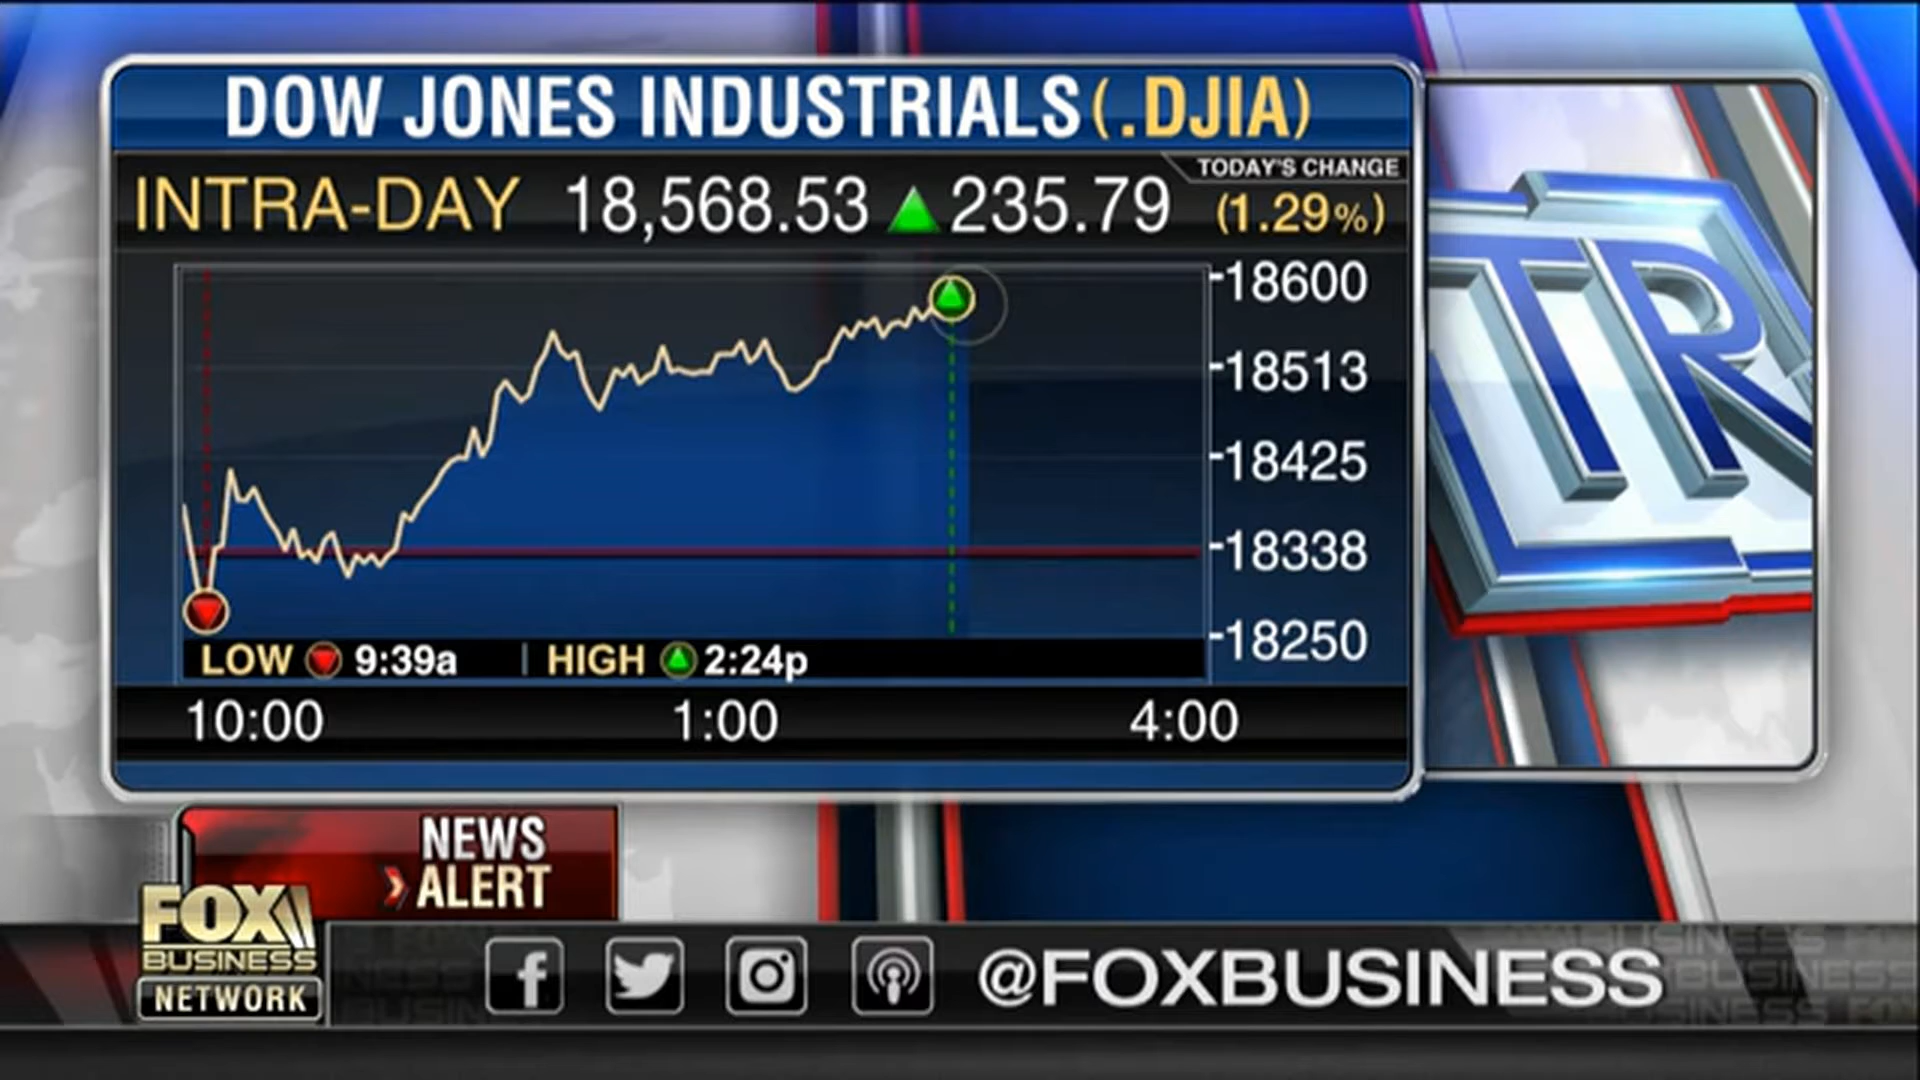 DOW JONES INDUSTRIALS (.DJIA)
TODAY'S CHANGE
INTRA-DAY 18,568.53 ▲ 235.79 (1.29%)
18600
18513
18425
18338
18250
LOW ▼ 9:39a | HIGH ▲ 2:24p
10:00 1:00 4:00
TR
NEWS
ALERT
FOX
BUSINESS
NETWORK
@FOXBUSINESS